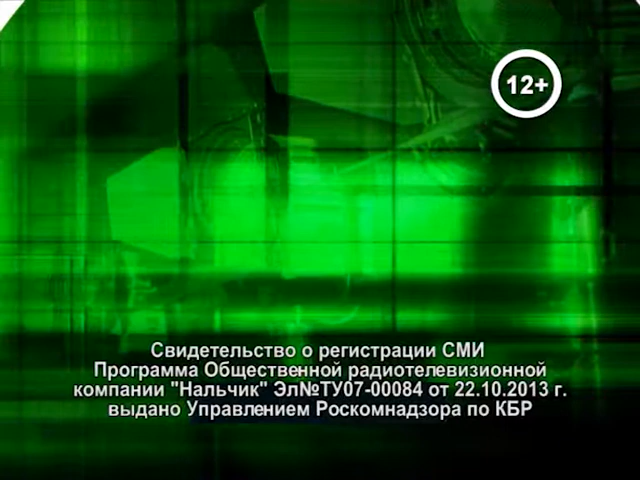 12+
Свидетельство о регистрации СМИ
Программа Общественной радиотелевизионной
компании "Нальчик" Эл№ТУ07-00084 от 22.10.2013 г.
выдано Управлением Роскомнадзора по КБР